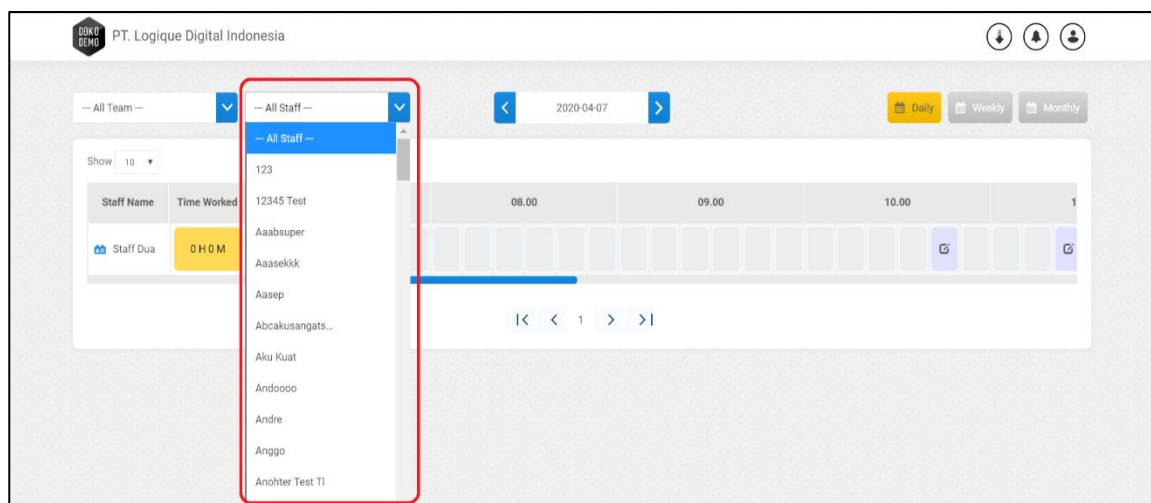 DOKO
DEMO
PT. Logique Digital Indonesia
--- All Team ---
--- All Staff ---
2020-04-07
Daily
Weekly
Monthly
--- All Staff ---
123
12345 Test
Aaabsuper
Aaasekkk
Aasep
Abcakusangats...
Aku Kuat
Andoooo
Andre
Anggo
Anohter Test Tl
Show 10
Staff Name
Time Worked
08.00
09.00
10.00
1
Staff Dua
0 H 0 M
1